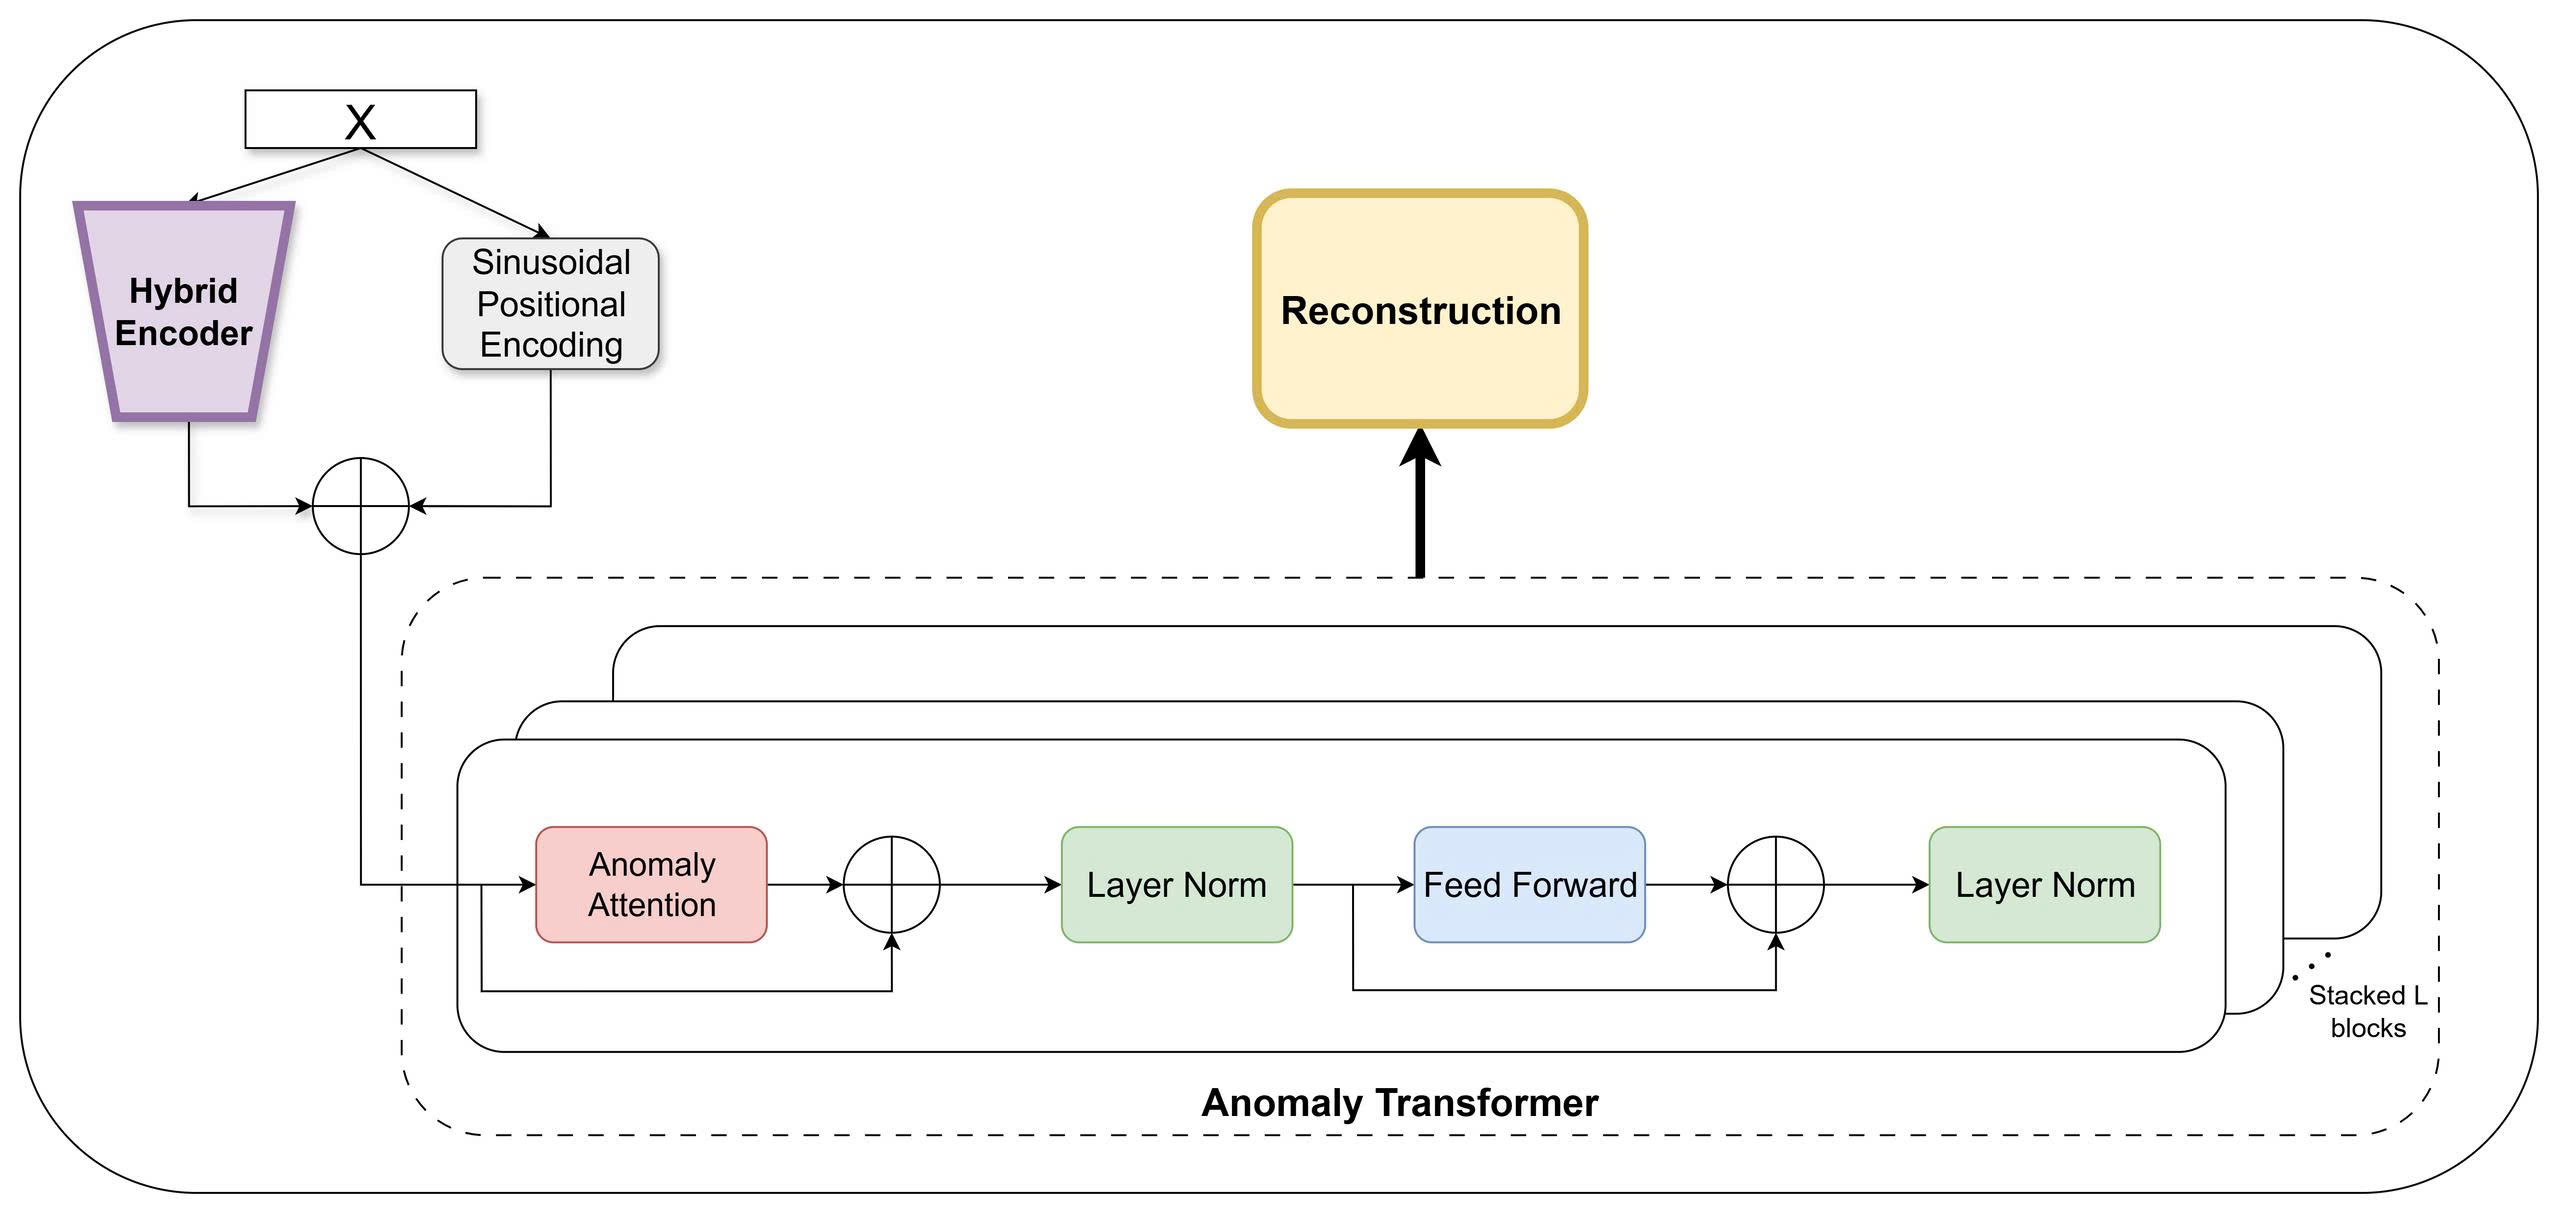 X
Hybrid
Encoder
Sinusoidal
Positional
Encoding
Reconstruction
Anomaly
Attention
Layer Norm
Feed Forward
Layer Norm
Stacked L
blocks
Anomaly Transformer